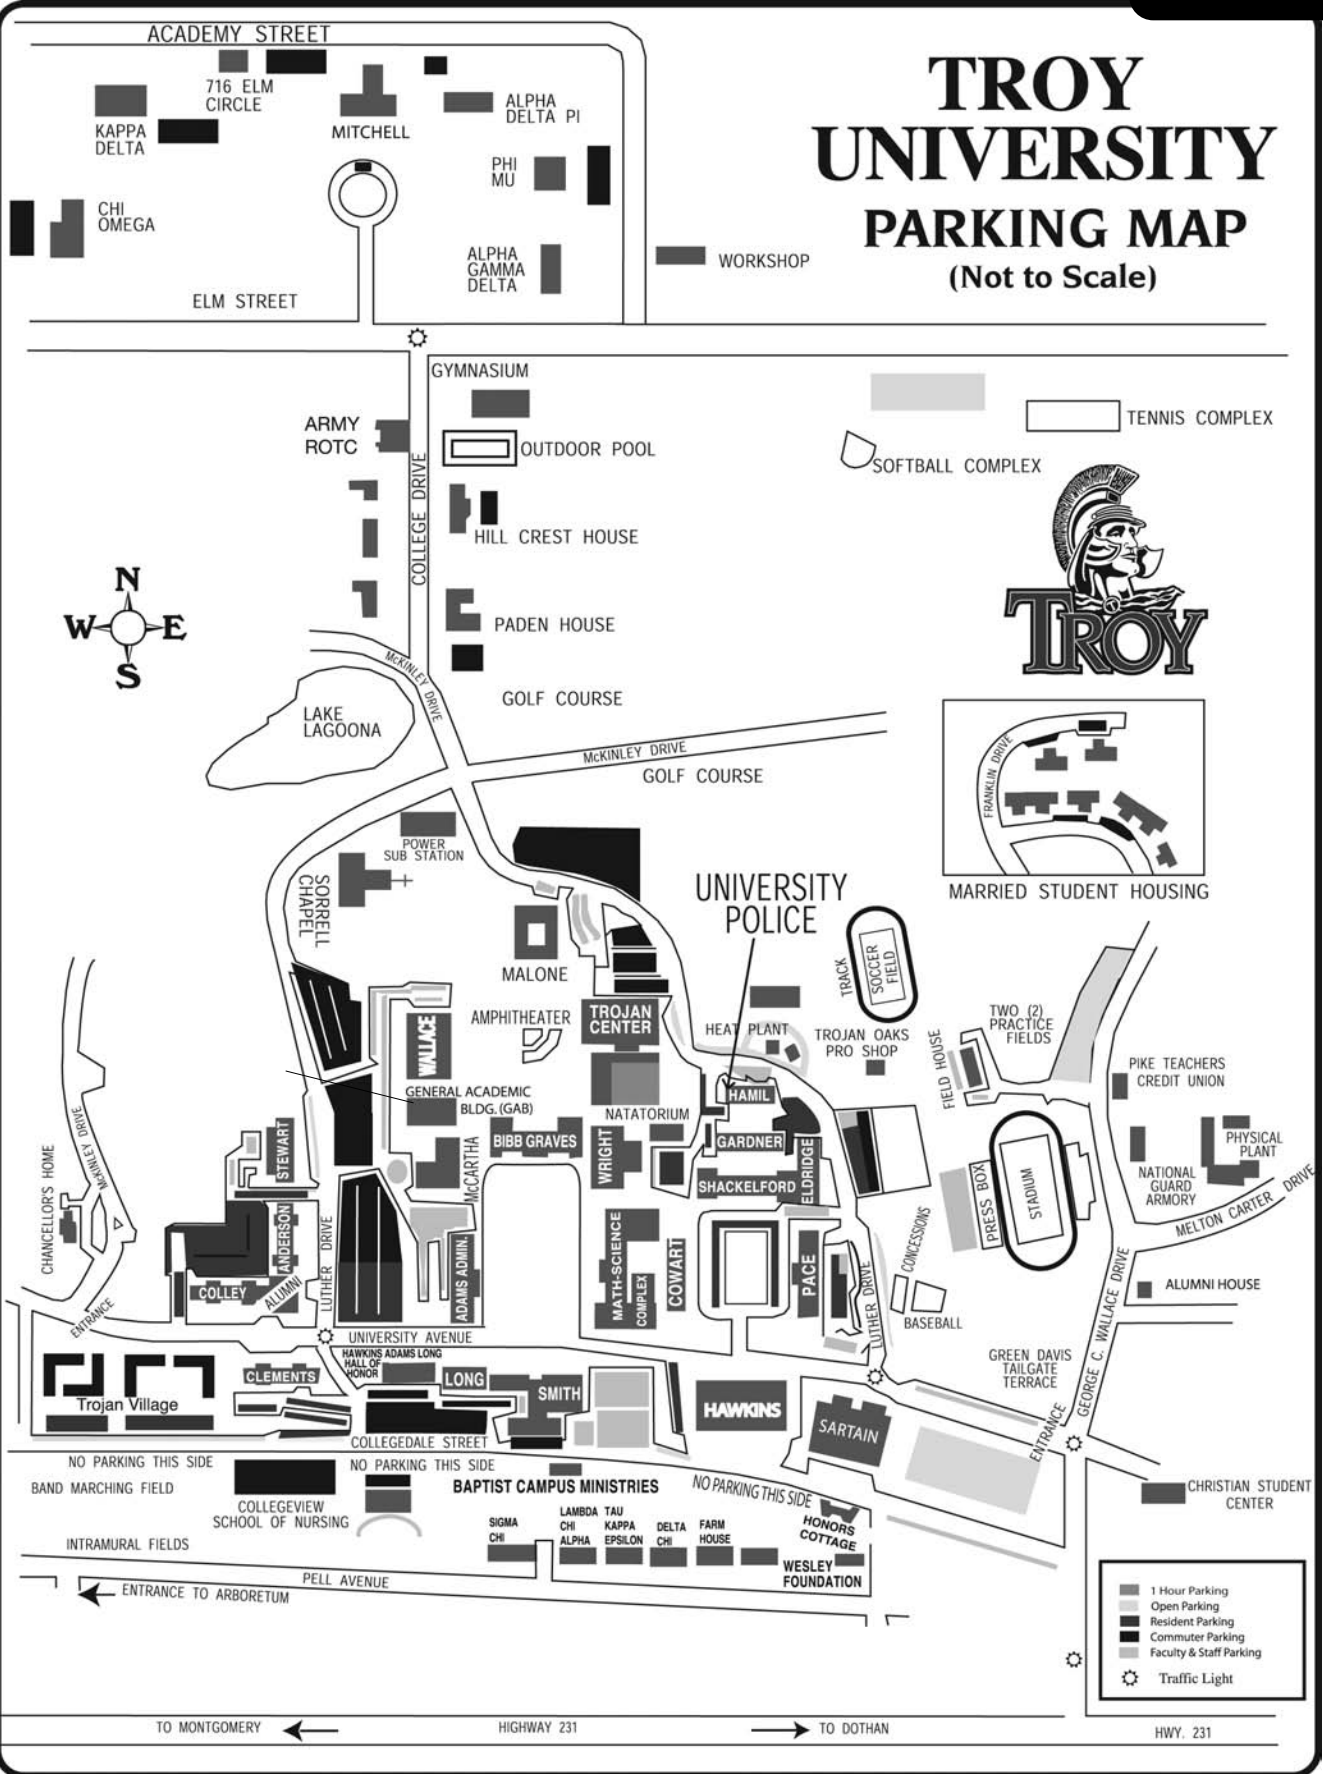 ACADEMY STREET
TROY
UNIVERSITY
PARKING MAP
(Not to Scale)
716 ELM
CIRCLE
KAPPA
DELTA
MITCHELL
ALPHA
DELTA PI
PHI
MU
CHI
OMEGA
ALPHA
GAMMA
DELTA
WORKSHOP
ELM STREET
GYMNASIUM
ARMY
ROTC
OUTDOOR POOL
COLLEGE DRIVE
HILL CREST HOUSE
PADEN HOUSE
TENNIS COMPLEX
SOFTBALL COMPLEX
TROY
N
W E
S
McKINLEY DRIVE
GOLF COURSE
LAKE
LAGOONA
McKINLEY DRIVE
GOLF COURSE
FRANKLIN DRIVE
MARRIED STUDENT HOUSING
POWER
SUB STATION
SORRELL
CHAPEL
UNIVERSITY
POLICE
MALONE
TRACK
SOCCER
FIELD
AMPHITHEATER
TROJAN
CENTER
WALLACE
HEAT PLANT
TROJAN OAKS
PRO SHOP
TWO (2)
PRACTICE
FIELDS
FIELD HOUSE
PIKE TEACHERS
CREDIT UNION
GENERAL ACADEMIC
BLDG. (GAB)
NATATORIUM
HAMIL
McKINLEY DRIVE
STEWART
BIBB GRAVES
WRIGHT
GARDNER
ELDRIDGE
McCARTHA
SHACKELFORD
PHYSICAL
PLANT
NATIONAL
GUARD
ARMORY
MELTON CARTER DRIVE
CHANCELLOR'S HOME
PRESS BOX
STADIUM
ANDERSON
LUTHER DRIVE
ADAMS ADMIN.
MATH-SCIENCE
COMPLEX
COWART
PACE
CONCESSIONS
LUTHER DRIVE
BASEBALL
COLLEY
ALUMNI
ALUMNI HOUSE
GEORGE C. WALLACE DRIVE
ENTRANCE
UNIVERSITY AVENUE
HAWKINS ADAMS LONG
HALL OF
HONOR
CLEMENTS
LONG
SMITH
GREEN DAVIS
TAILGATE
TERRACE
Trojan Village
HAWKINS
SARTAIN
ENTRANCE
COLLEGEDALE STREET
NO PARKING THIS SIDE
NO PARKING THIS SIDE
BAND MARCHING FIELD
BAPTIST CAMPUS MINISTRIES
NO PARKING THIS SIDE
CHRISTIAN STUDENT
CENTER
COLLEGEVIEW
SCHOOL OF NURSING
SIGMA
CHI
LAMBDA
CHI
ALPHA
TAU
KAPPA
EPSILON
DELTA
CHI
FARM
HOUSE
HONORS
COTTAGE
WESLEY
FOUNDATION
INTRAMURAL FIELDS
PELL AVENUE
ENTRANCE TO ARBORETUM
1 Hour Parking
Open Parking
Resident Parking
Commuter Parking
Faculty & Staff Parking
Traffic Light
TO MONTGOMERY
HIGHWAY 231
TO DOTHAN
HWY. 231